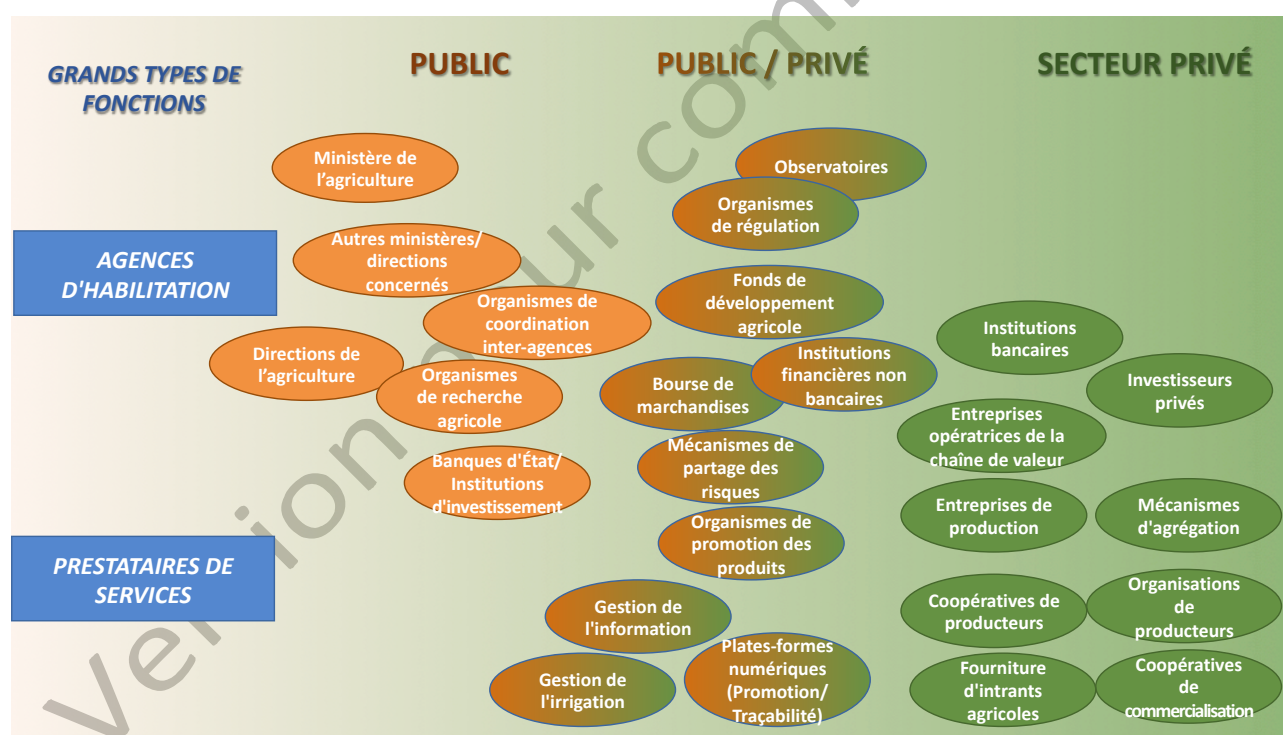 GRANDS TYPES DE
FONCTIONS
PUBLIC
PUBLIC / PRIVÉ
SECTEUR PRIVÉ
Ministère de
l’agriculture
Observatoires
Organismes
de régulation
AGENCES
D'HABILITATION
Autres ministères/
directions
concernés
Organismes de
coordination
inter-agences
Fonds de
développement
agricole
Institutions
bancaires
Directions de
l’agriculture
Organismes
de recherche
agricole
Bourse de
marchandises
Institutions
financières non
bancaires
Investisseurs
privés
Entreprises
opératrices de la
chaîne de valeur
Banques d'État/
Institutions
d'investissement
Mécanismes de
partage des
risques
Entreprises de
production
Mécanismes
d'agrégation
PRESTATAIRES DE
SERVICES
Organismes de
promotion des
produits
Gestion de
l'information
Coopératives de
producteurs
Organisations
de
producteurs
Gestion de
l'irrigation
Plates-formes
numériques
(Promotion/
Traçabilité)
Fourniture
d'intrants
agricoles
Coopératives
de
commercialisation
Version pour